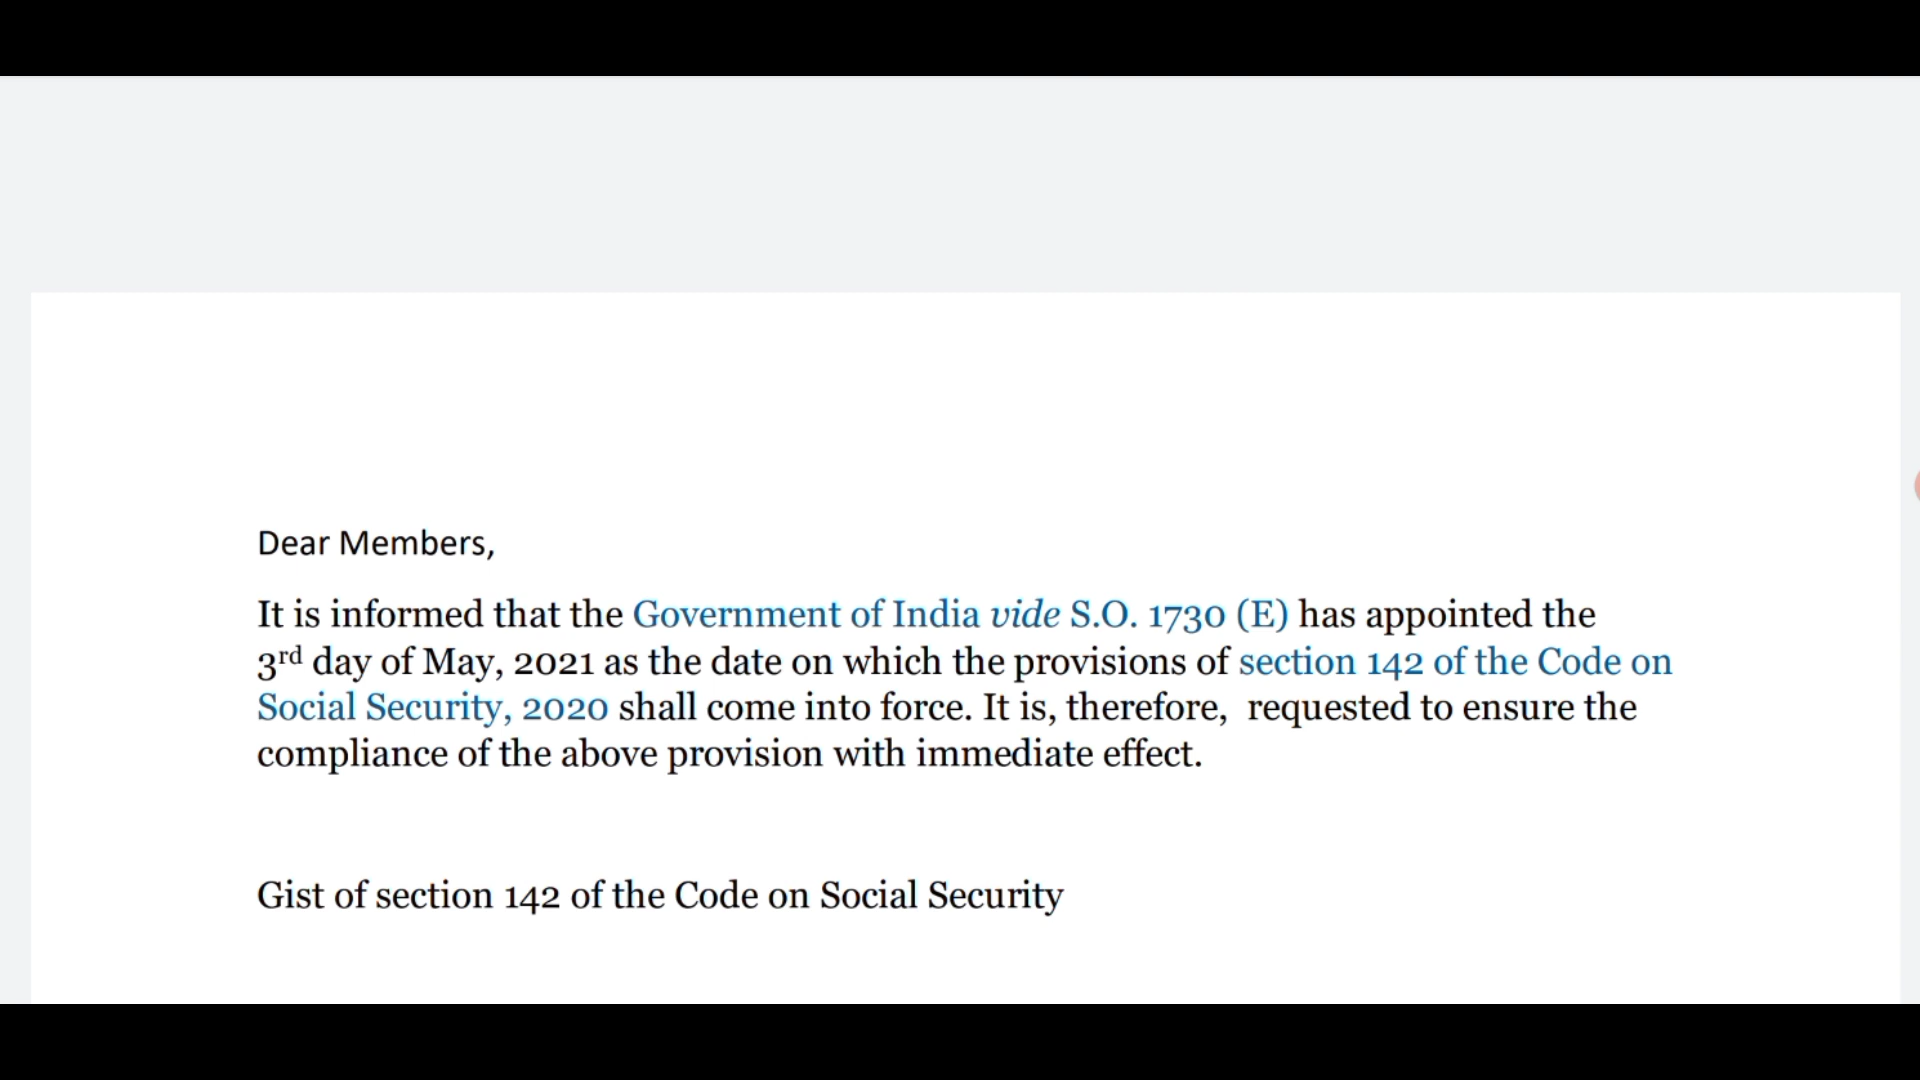 Dear Members,
It is informed that the Government of India vide S.O. 1730 (E) has appointed the
3rd day of May, 2021 as the date on which the provisions of section 142 of the Code on
Social Security, 2020 shall come into force. It is, therefore,  requested to ensure the
compliance of the above provision with immediate effect.
Gist of section 142 of the Code on Social Security